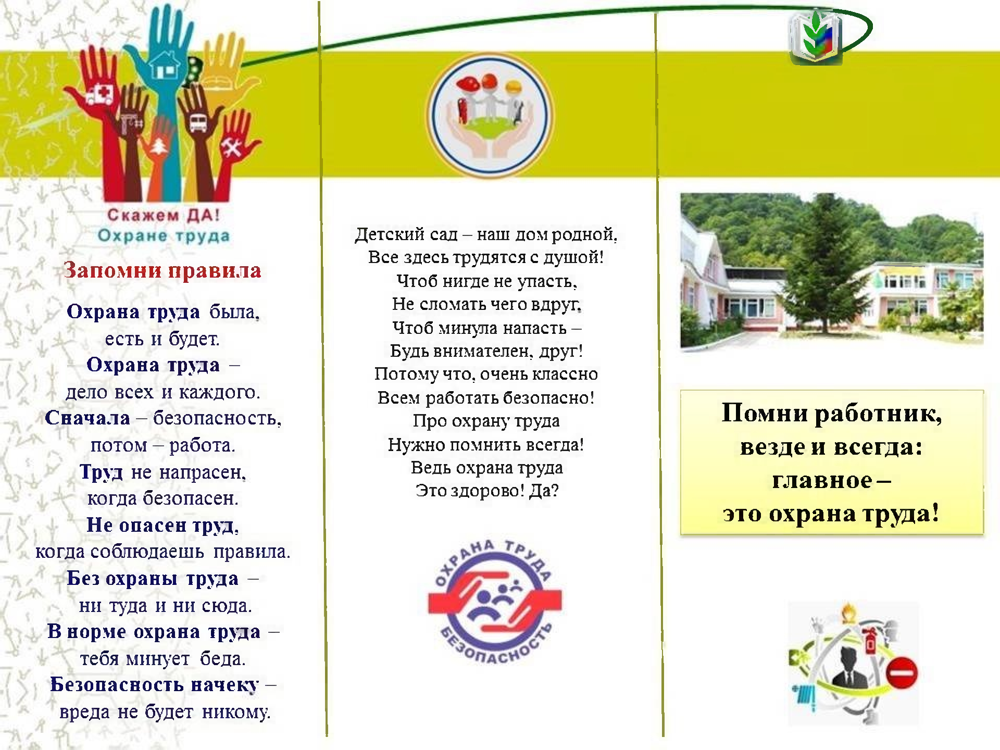 Скажем ДА!
Охране труда
Запомни правила
Охрана труда была,
есть и будет.
Охрана труда –
дело всех и каждого.
Сначала – безопасность,
потом – работа.
Труд не напрасен,
когда безопасен.
Не опасен труд,
когда соблюдаешь правила.
Без охраны труда –
ни туда и ни сюда.
В норме охрана труда –
тебя минует беда.
Безопасность начеку –
вреда не будет никому.
Детский сад – наш дом родной,
Все здесь трудятся с душой!
Чтоб нигде не упасть,
Не сломать чего вдруг,
Чтоб минула напасть –
Будь внимателен, друг!
Потому что, очень классно
Всем работать безопасно!
Про охрану труда
Нужно помнить всегда!
Ведь охрана труда
Это здорово! Да?
ОХРАНА ТРУДА
БЕЗОПАСНОСТЬ
Помни работник,
везде и всегда:
главное –
это охрана труда!